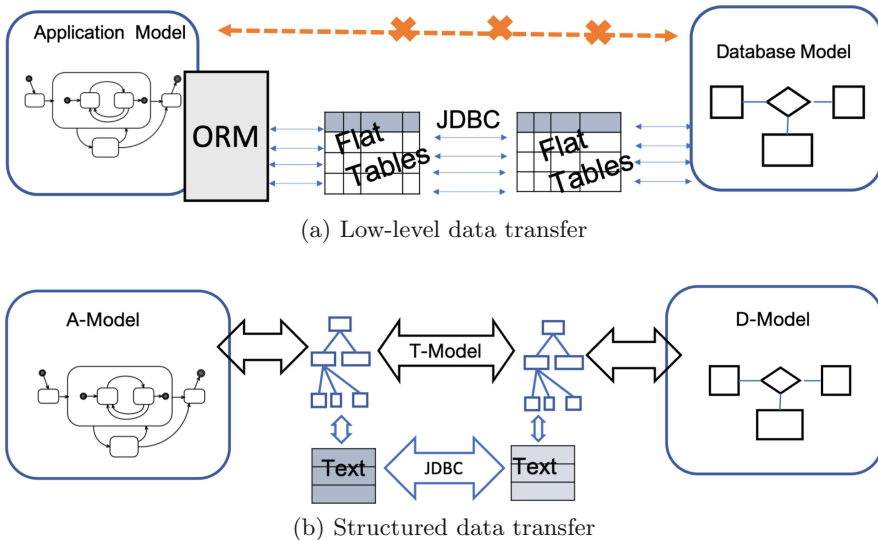 Application Model
Database Model
ORM
Flat
Tables
JDBC
Flat
Tables
(a) Low-level data transfer
A-Model
T-Model
D-Model
Text
JDBC
Text
(b) Structured data transfer